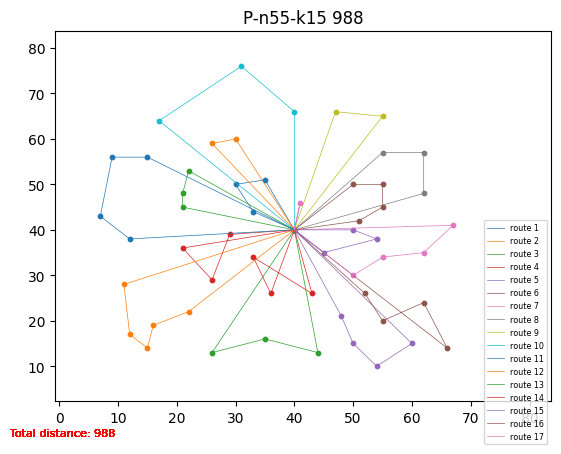 P-n55-k15 988
80
70
60
50
40
30
20
10
0 10 20 30 40 50 60 70
route 1
route 2
route 3
route 4
route 5
route 6
route 7
route 8
route 9
route 10
route 11
route 12
route 13
route 14
route 15
route 16
route 17
Total distance: